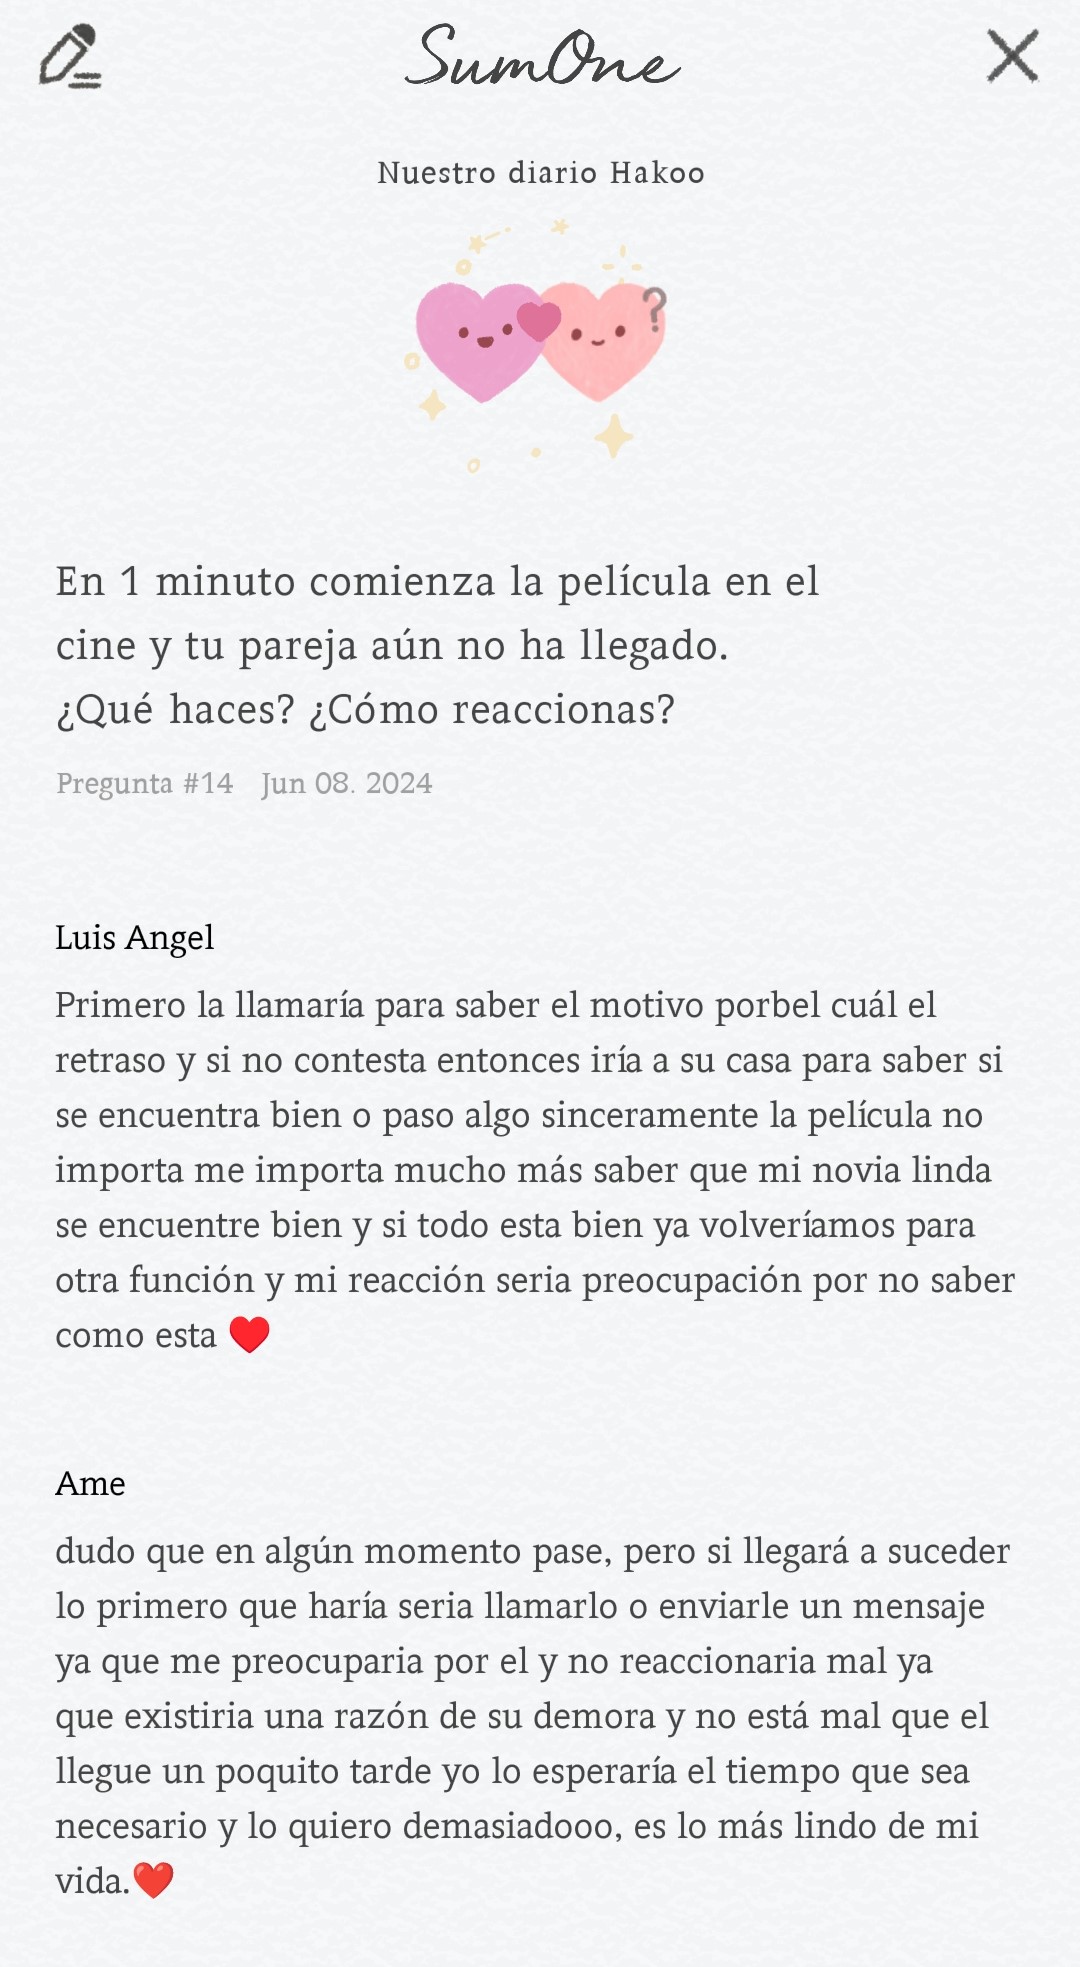 SumOne
Nuestro diario Hakoo
?
En 1 minuto comienza la película en el
cine y tu pareja aún no ha llegado.
¿Qué haces? ¿Cómo reaccionas?
Pregunta #14 Jun 08. 2024
Luis Angel
Primero la llamaría para saber el motivo porbel cuál el
retraso y si no contesta entonces iría a su casa para saber si
se encuentra bien o paso algo sinceramente la película no
importa me importa mucho más saber que mi novia linda
se encuentre bien y si todo esta bien ya volveríamos para
otra función y mi reacción seria preocupación por no saber
como esta ❤️
Ame
dudo que en algún momento pase, pero si llegará a suceder
lo primero que haría seria llamarlo o enviarle un mensaje
ya que me preocuparia por el y no reaccionaria mal ya
que existiria una razón de su demora y no está mal que el
llegue un poquito tarde yo lo esperaría el tiempo que sea
necesario y lo quiero demasiadooo, es lo más lindo de mi
vida.❤️